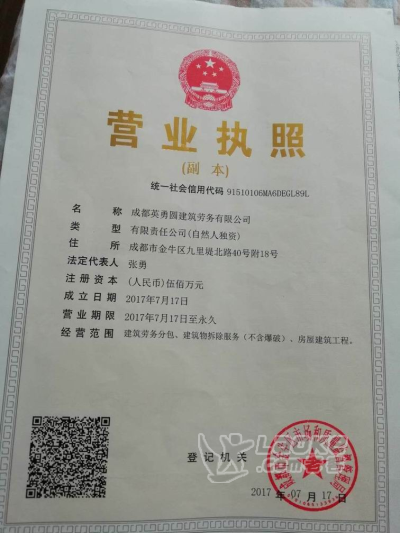 营业执照
(副 本)
统一社会信用代码 91510106MA6DEGL89L
名 称 成都英勇圆建筑劳务有限公司
类 型 有限责任公司(自然人独资)
住 所 成都市金牛区九里堤北路40号附18号
法定代表人 张勇
注册资本 (人民币)伍佰万元
成立日期 2017年7月17日
营业期限 2017年7月17日至永久
经营范围 建筑劳务分包、建筑物拆除服务（不含爆破）、房屋建筑工程。
登记机关
2017 年 07 月 17 日